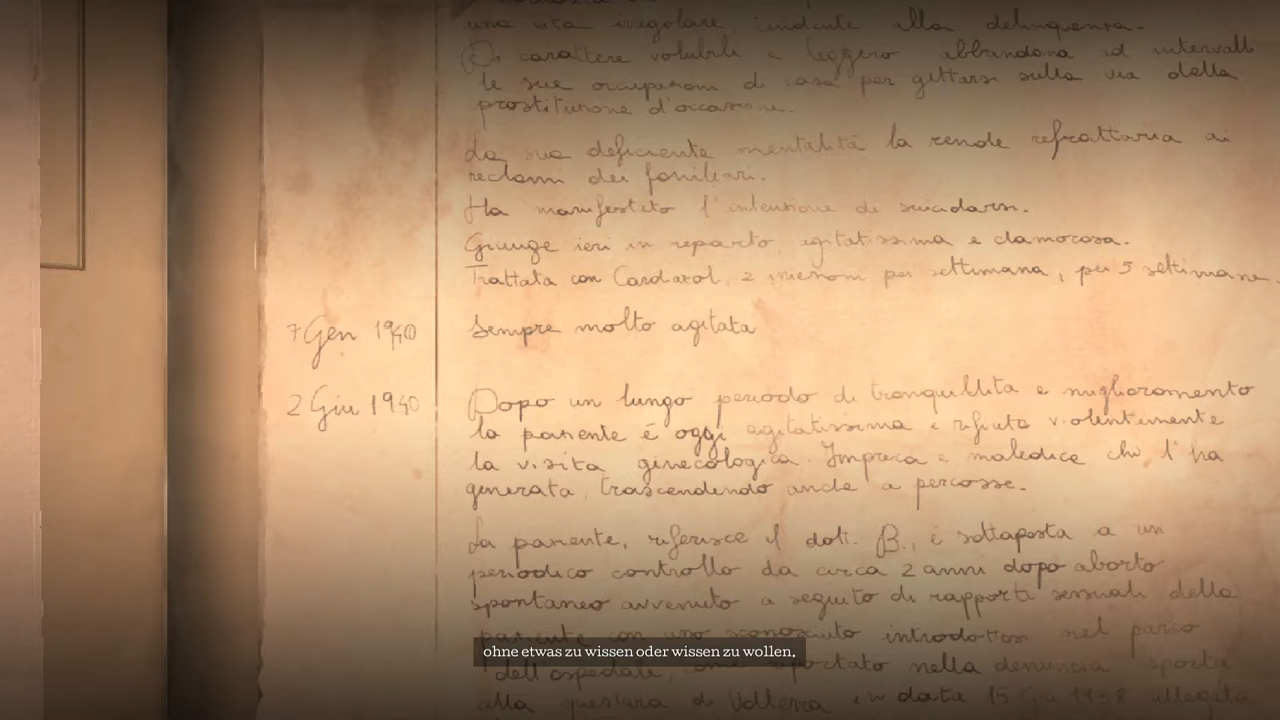 una vita irregolare, tendente alla delinquenza.
Di carattere volubile e leggero abbandona ad intervalli
le sue occupazioni di casa per gettarsi sulla via della
prostituzione d'occasione.
La sua deficiente mentalità la rende refrattaria ai
reclami dei famigliari.
Ha manifestato l'intenzione di suicidarsi.
Giunge ieri in reparto agitatissima e clamorosa.
Trattata con Cardiazol, 2 iniezioni per settimana, per 5 settimane.
7 Gen 1940 Sempre molto agitata
2 Giu 1940 Dopo un lungo periodo di tranquillità e miglioramento
la paziente é oggi agitatissima e rifiuta violentemente
la visita ginecologica. Impreca e maledice chi l'ha
generata, trascendendo anche a percosse.
La paziente, riferisce il dott. B., é sottoposta a un
periodico controllo da circa 2 anni dopo aborto
spontaneo avvenuto a seguito di rapporti sessuali della
paziente con uno sconosciuto introdottosi nel parco
dell'ospedale, come riportato nella denuncia sporta
alla questura di Volterra in data 15 Giu 1938 allegata
ohne etwas zu wissen oder wissen zu wollen.